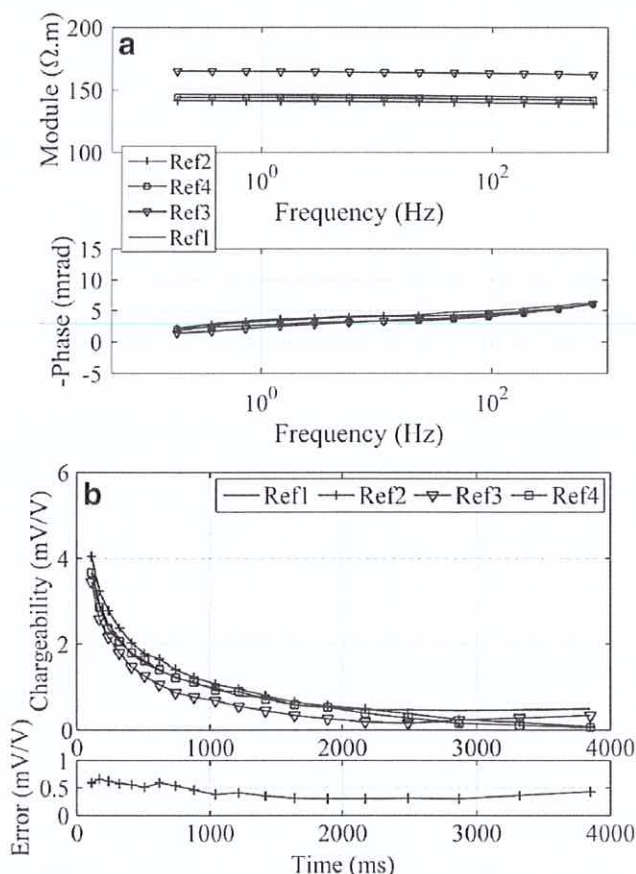 a
Module (Ω.m)
200
150
100
Ref2
Ref4
Ref3
Ref1
10^0
10^2
Frequency (Hz)
-Phase (mrad)
15
10
5
0
-5
10^0
10^2
Frequency (Hz)
b
Chargeability (mV/V)
6
4
2
0
Ref1 Ref2 Ref3 Ref4
0 1000 2000 3000 4000
Error (mV/V)
1
0.5
0
0 1000 2000 3000 4000
Time (ms)